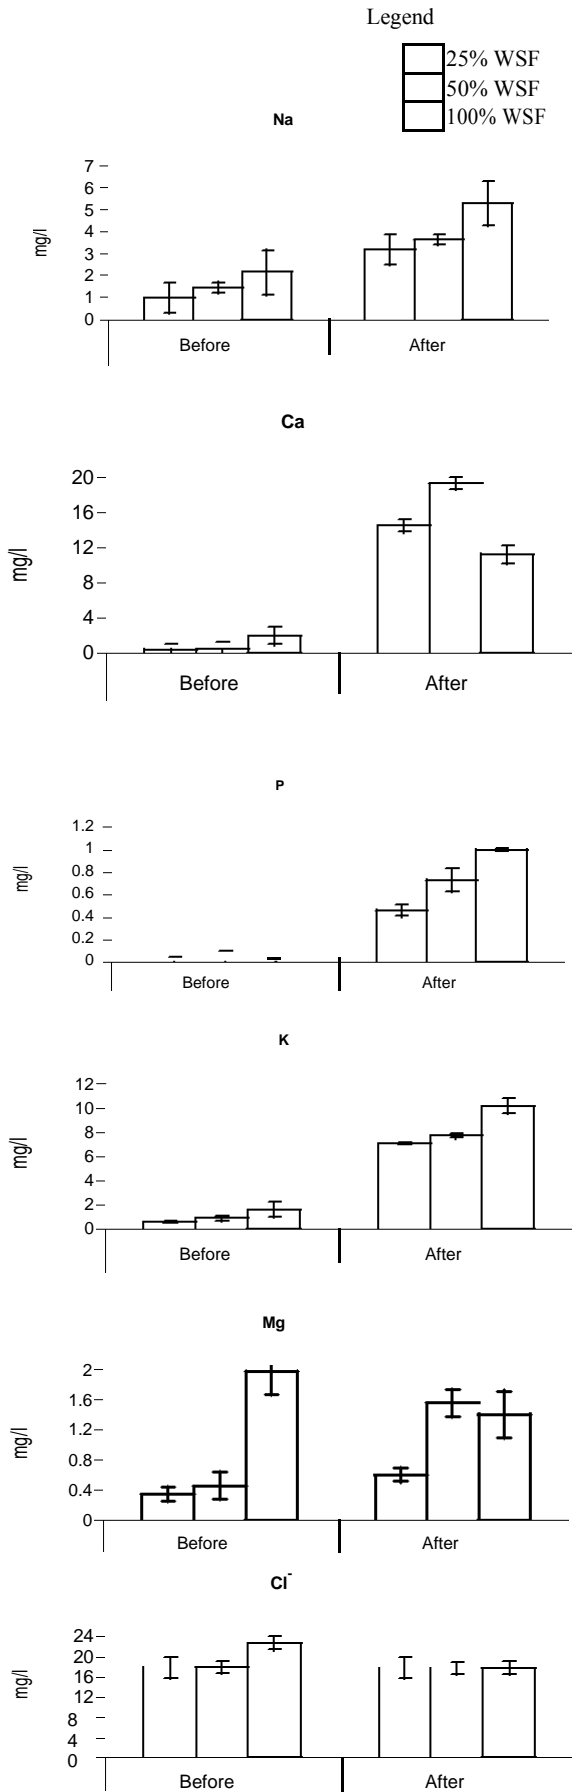 Legend
25% WSF
50% WSF
100% WSF
Na
7
6
5
4
3
2
1
0
mg/l
Before
After
Ca
20
16
12
8
4
0
mg/l
Before
After
P
1.2
1
0.8
0.6
0.4
0.2
0
mg/l
Before
After
K
12
10
8
6
4
2
0
mg/l
Before
After
Mg
2
1.6
1.2
0.8
0.4
0
mg/l
Before
After
Cl-
24
20
16
12
8
4
0
mg/l
Before
After